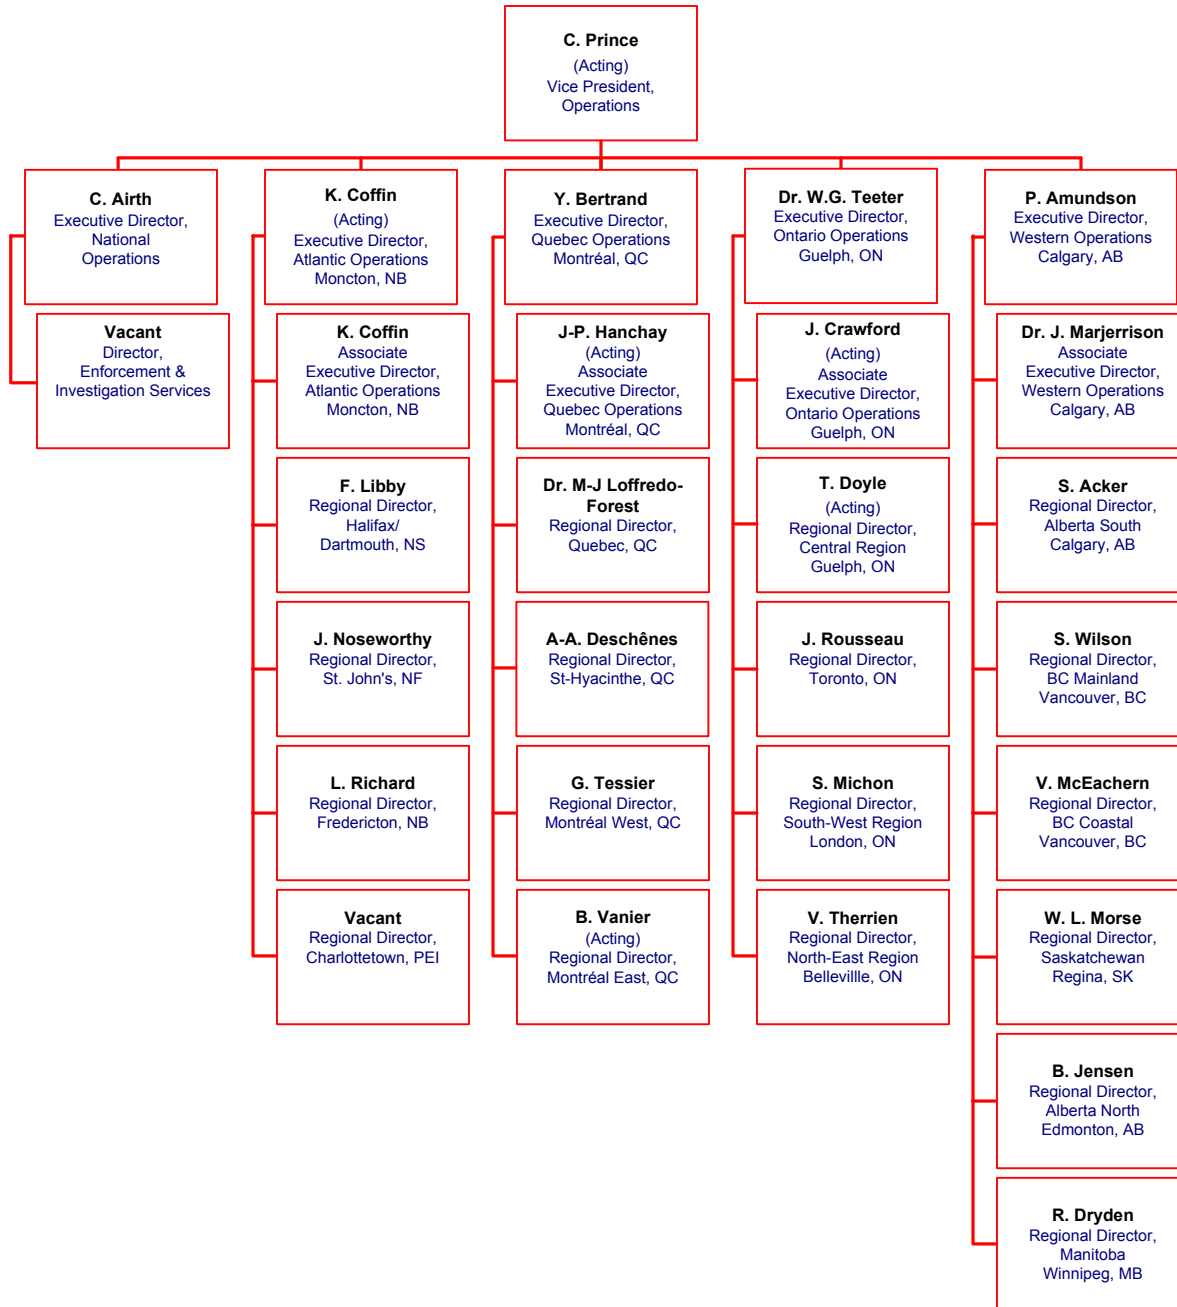 C. Prince
(Acting)
Vice President,
Operations
C. Airth
Executive Director,
National
Operations
Vacant
Director,
Enforcement &
Investigation Services
K. Coffin
(Acting)
Executive Director,
Atlantic Operations
Moncton, NB
K. Coffin
Associate
Executive Director,
Atlantic Operations
Moncton, NB
F. Libby
Regional Director,
Halifax/
Dartmouth, NS
J. Noseworthy
Regional Director,
St. John's, NF
L. Richard
Regional Director,
Fredericton, NB
Vacant
Regional Director,
Charlottetown, PEI
Y. Bertrand
Executive Director,
Quebec Operations
Montréal, QC
J-P. Hanchay
(Acting)
Associate
Executive Director,
Quebec Operations
Montréal, QC
Dr. M-J Loffredo-
Forest
Regional Director,
Quebec, QC
A-A. Deschênes
Regional Director,
St-Hyacinthe, QC
G. Tessier
Regional Director,
Montréal West, QC
B. Vanier
(Acting)
Regional Director,
Montréal East, QC
Dr. W.G. Teeter
Executive Director,
Ontario Operations
Guelph, ON
J. Crawford
(Acting)
Associate
Executive Director,
Ontario Operations
Guelph, ON
T. Doyle
(Acting)
Regional Director,
Central Region
Guelph, ON
J. Rousseau
Regional Director,
Toronto, ON
S. Michon
Regional Director,
South-West Region
London, ON
V. Therrien
Regional Director,
North-East Region
Bellevillle, ON
P. Amundson
Executive Director,
Western Operations
Calgary, AB
Dr. J. Marjerrison
Associate
Executive Director,
Western Operations
Calgary, AB
S. Acker
Regional Director,
Alberta South
Calgary, AB
S. Wilson
Regional Director,
BC Mainland
Vancouver, BC
V. McEachern
Regional Director,
BC Coastal
Vancouver, BC
W. L. Morse
Regional Director,
Saskatchewan
Regina, SK
B. Jensen
Regional Director,
Alberta North
Edmonton, AB
R. Dryden
Regional Director,
Manitoba
Winnipeg, MB